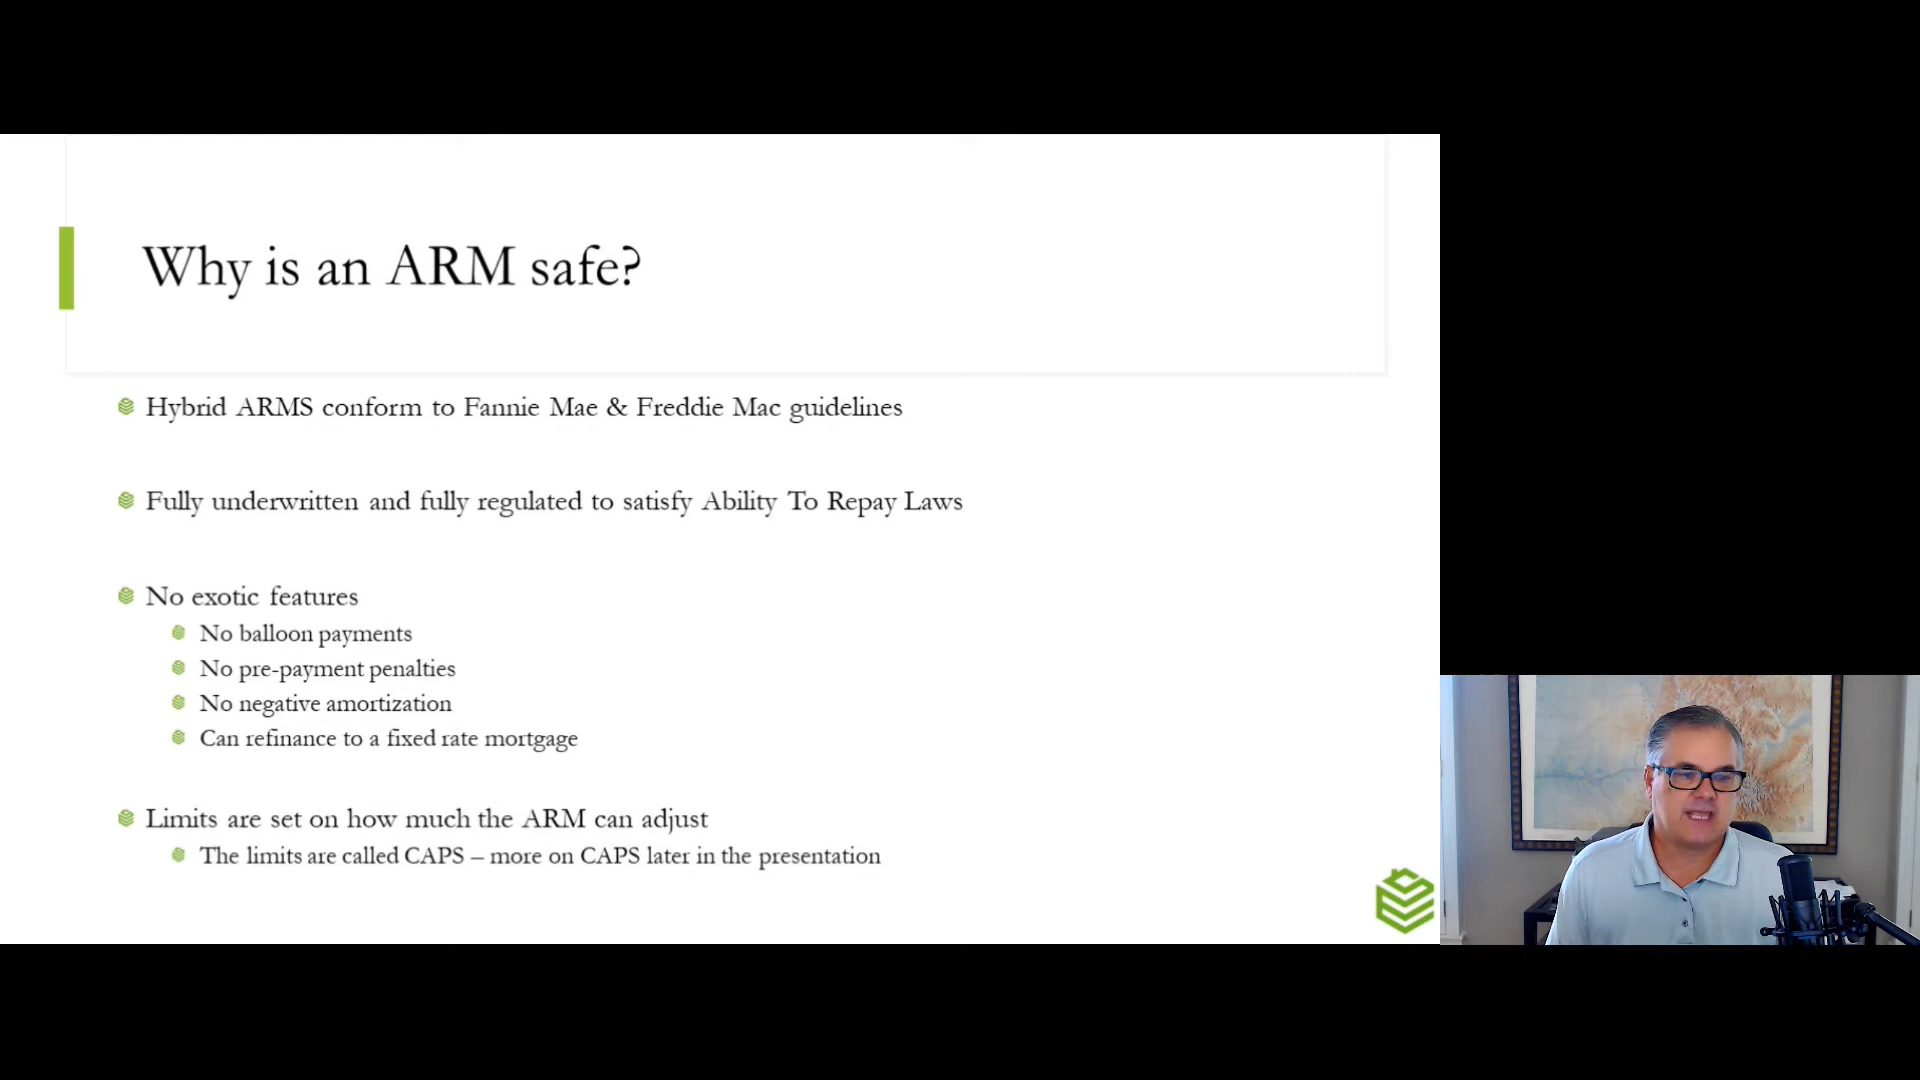 Why is an ARM safe?
Hybrid ARMS conform to Fannie Mae & Freddie Mac guidelines
Fully underwritten and fully regulated to satisfy Ability To Repay Laws
No exotic features
No balloon payments
No pre-payment penalties
No negative amortization
Can refinance to a fixed rate mortgage
Limits are set on how much the ARM can adjust
The limits are called CAPS – more on CAPS later in the presentation